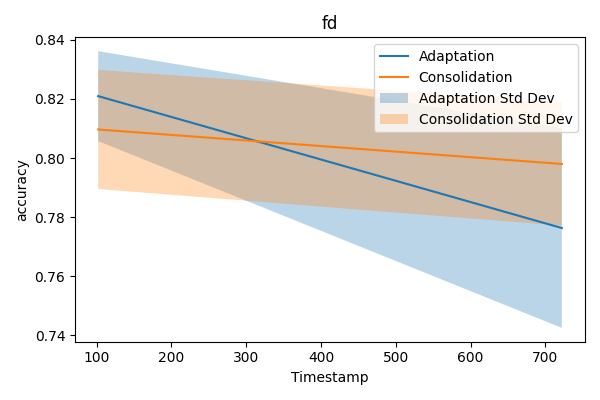 fd
Adaptation
Consolidation
Adaptation Std Dev
Consolidation Std Dev
accuracy
0.84
0.82
0.80
0.78
0.76
0.74
100 200 300 400 500 600 700
Timestamp